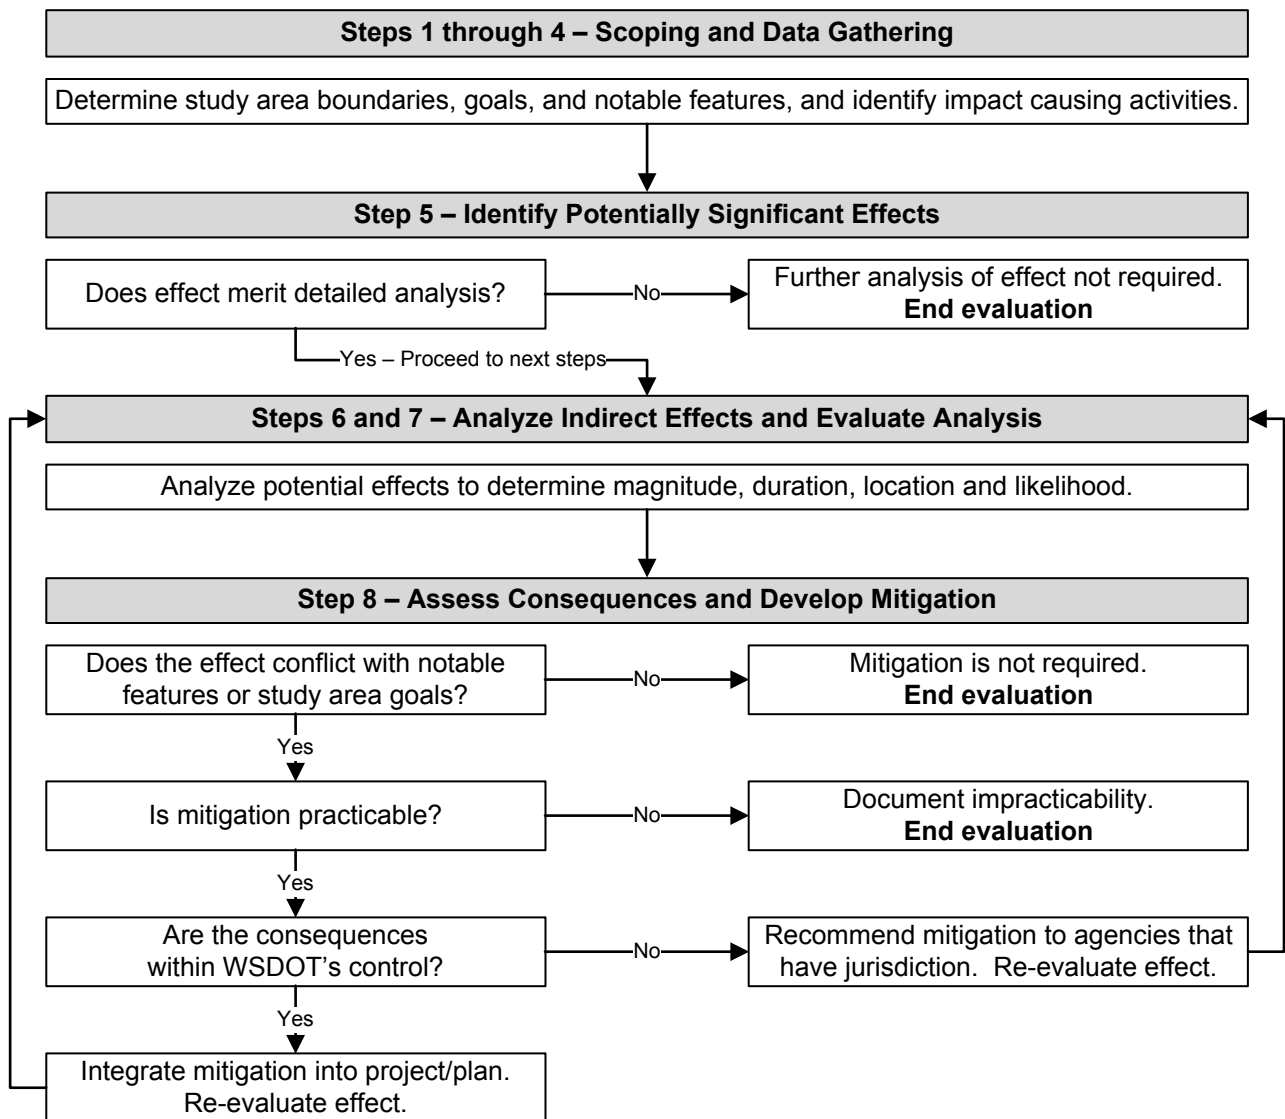 Steps 1 through 4 – Scoping and Data Gathering
Determine study area boundaries, goals, and notable features, and identify impact causing activities.
Step 5 – Identify Potentially Significant Effects
Does effect merit detailed analysis?
No
Further analysis of effect not required.
End evaluation
Yes – Proceed to next steps
Steps 6 and 7 – Analyze Indirect Effects and Evaluate Analysis
Analyze potential effects to determine magnitude, duration, location and likelihood.
Step 8 – Assess Consequences and Develop Mitigation
Does the effect conflict with notable
features or study area goals?
No
Mitigation is not required.
End evaluation
Yes
Is mitigation practicable?
No
Document impracticability.
End evaluation
Yes
Are the consequences
within WSDOT’s control?
No
Recommend mitigation to agencies that
have jurisdiction.  Re-evaluate effect.
Yes
Integrate mitigation into project/plan.
Re-evaluate effect.